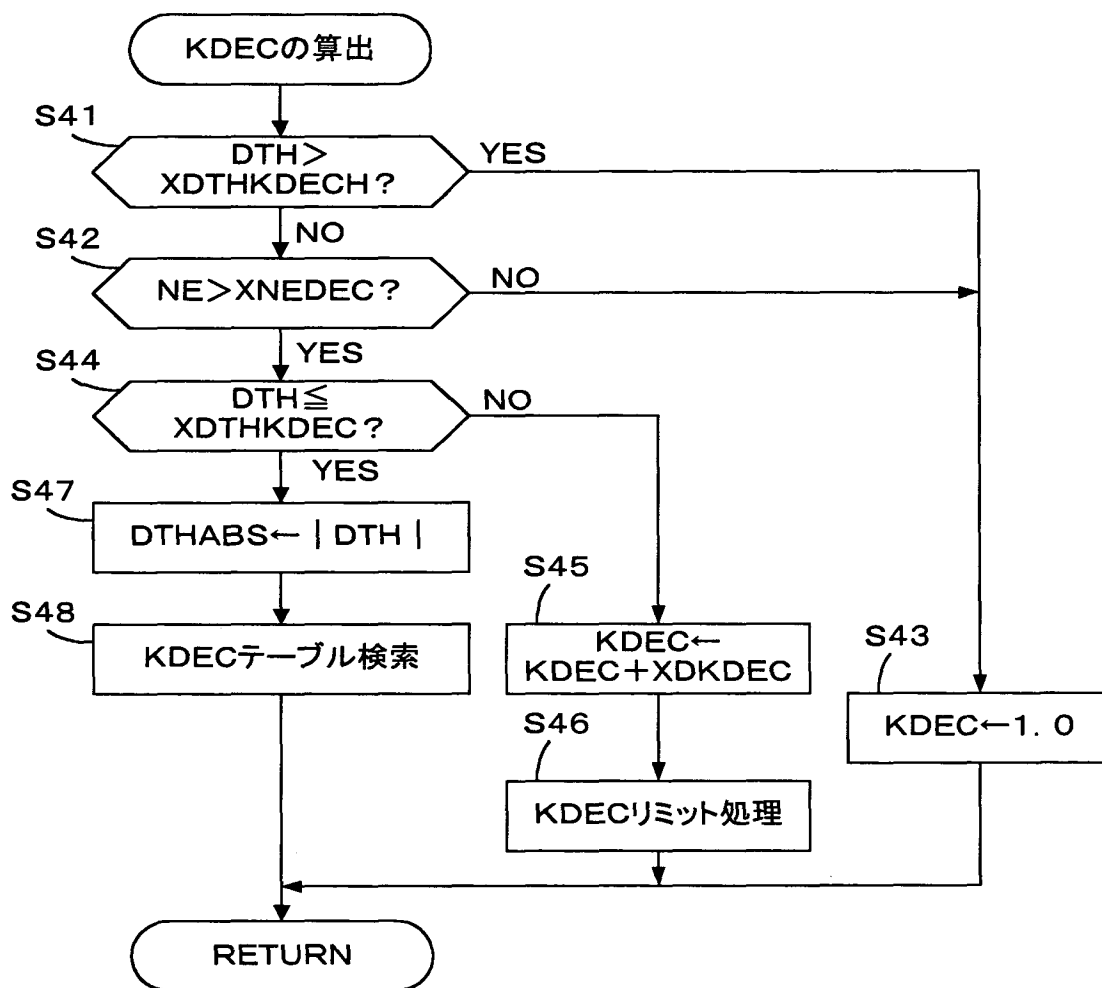 KDECの算出
S41
DTH>
XDTHKDECH?
YES
NO
S42
NE>XNEDEC?
NO
YES
S44
DTH≦
XDTHKDEC?
NO
YES
S47
DTHABS←|DTH|
S45
KDEC←
KDEC+XDKDEC
S48
KDECテーブル検索
S43
KDEC←1.0
S46
KDECリミット処理
RETURN